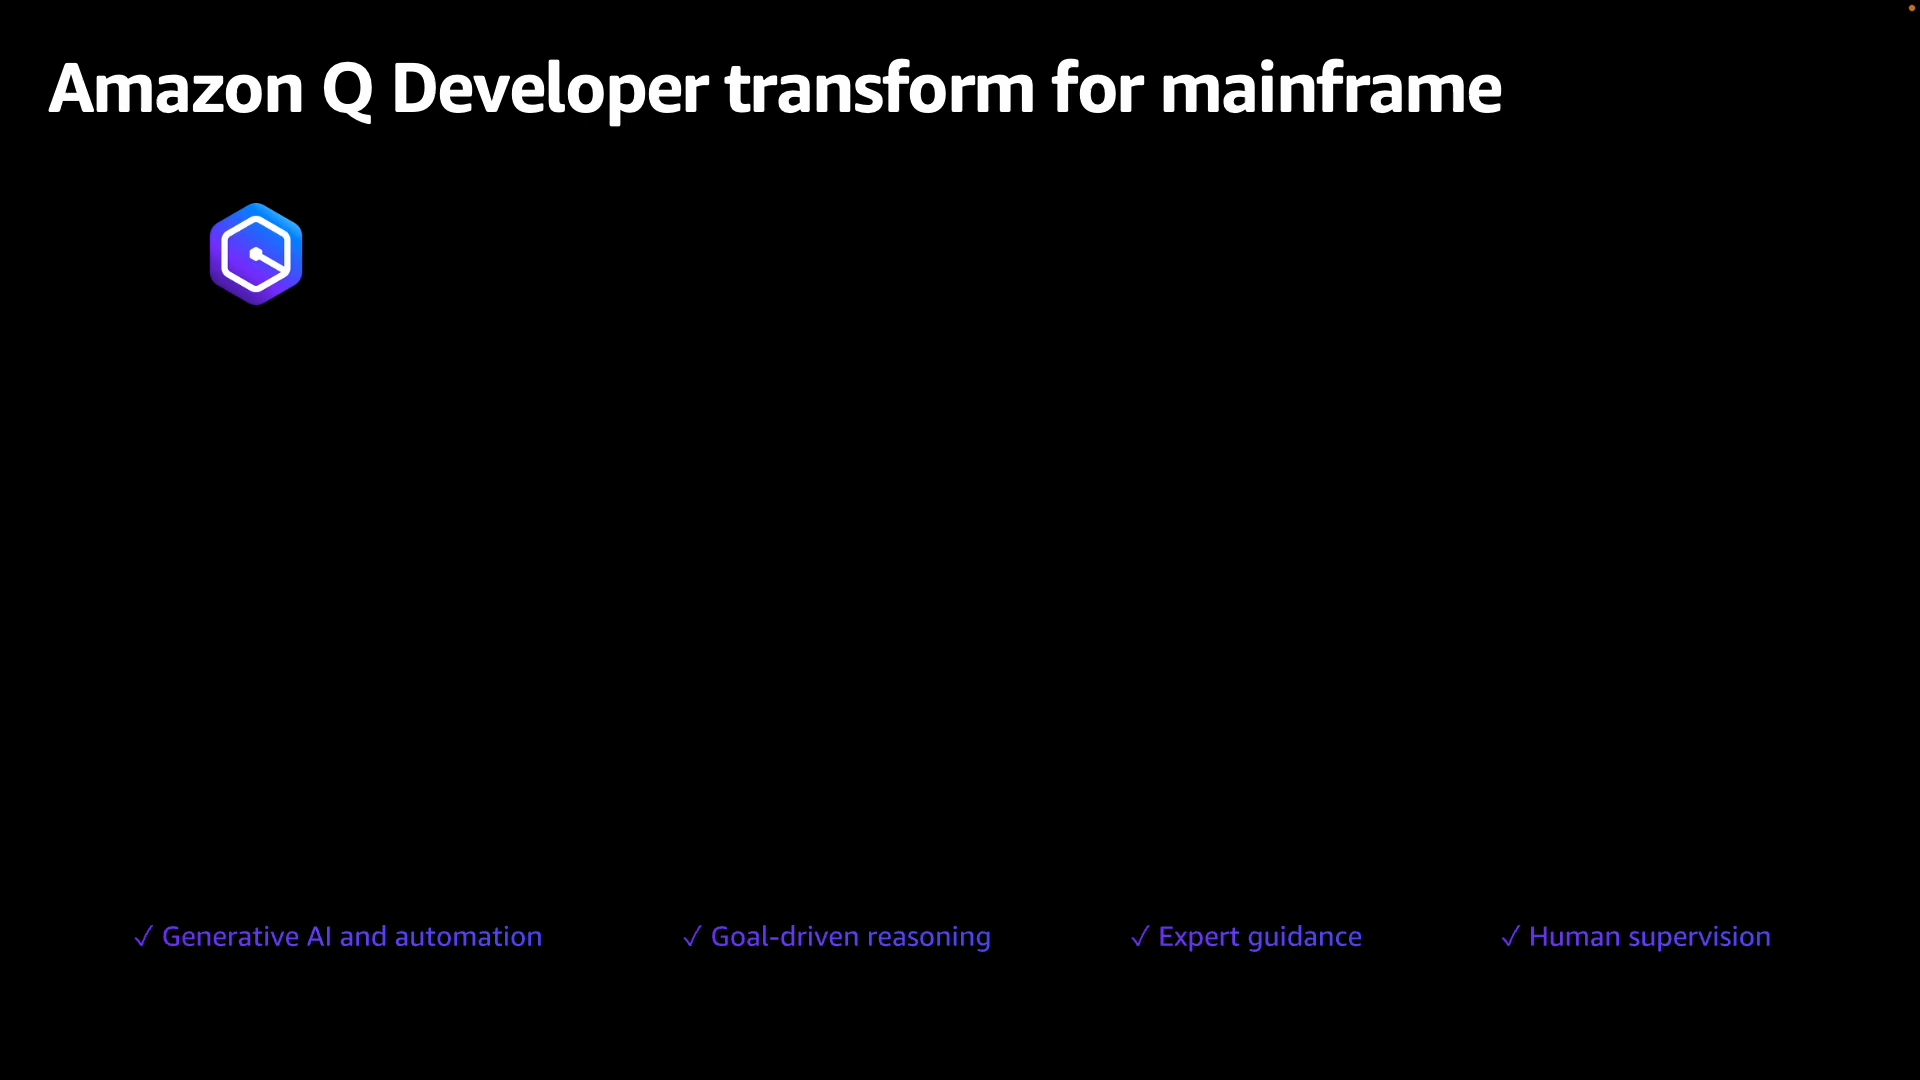 Amazon Q Developer transform for mainframe
✓ Generative AI and automation
✓ Goal-driven reasoning
✓ Expert guidance
✓ Human supervision